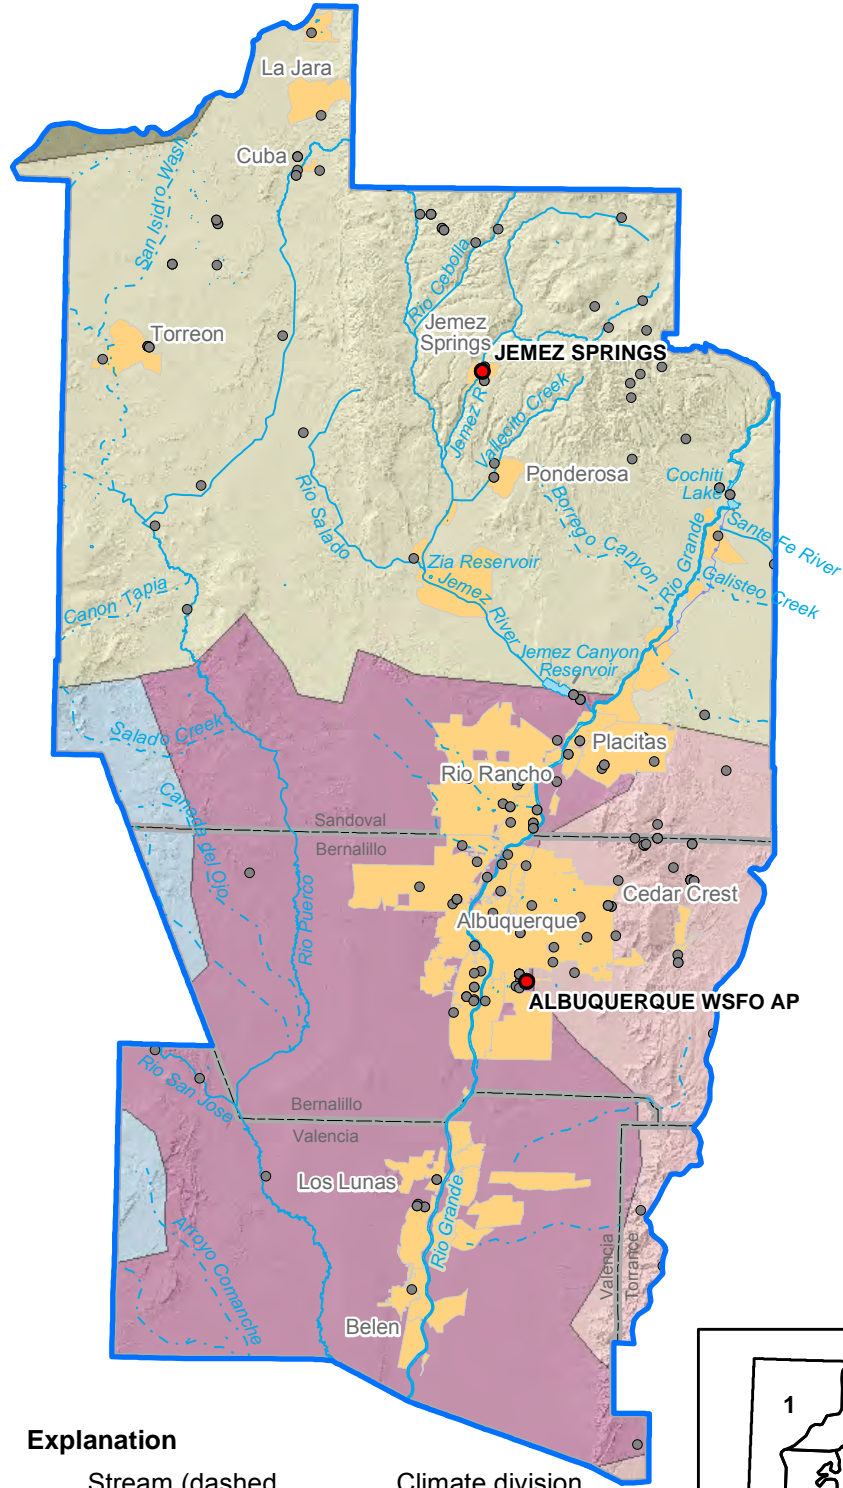 La Jara
Cuba
San Isidro Wash
Rio Cebolla
Torreon
Jemez
Springs
JEMEZ SPRINGS
Jemez R
Vallecito Creek
Ponderosa
Cochiti
Lake
Rio Salado
Borrego Canyon
Rio Grande
Sante Fe River
Zia Reservoir
Galisteo Creek
Canon Tapia
Jemez River
Jemez Canyon
Reservoir
Salado Creek
Placitas
Rio Rancho
Canada del Ojo
Sandoval
Bernalillo
Cedar Crest
Rio Puerco
Albuquerque
ALBUQUERQUE WSFO AP
Rio San Jose
Bernalillo
Valencia
Los Lunas
Rio Grande
Arroyo Comanche
Valencia
Torrance
Belen
1
Explanation
Stream (dashed
Climate division